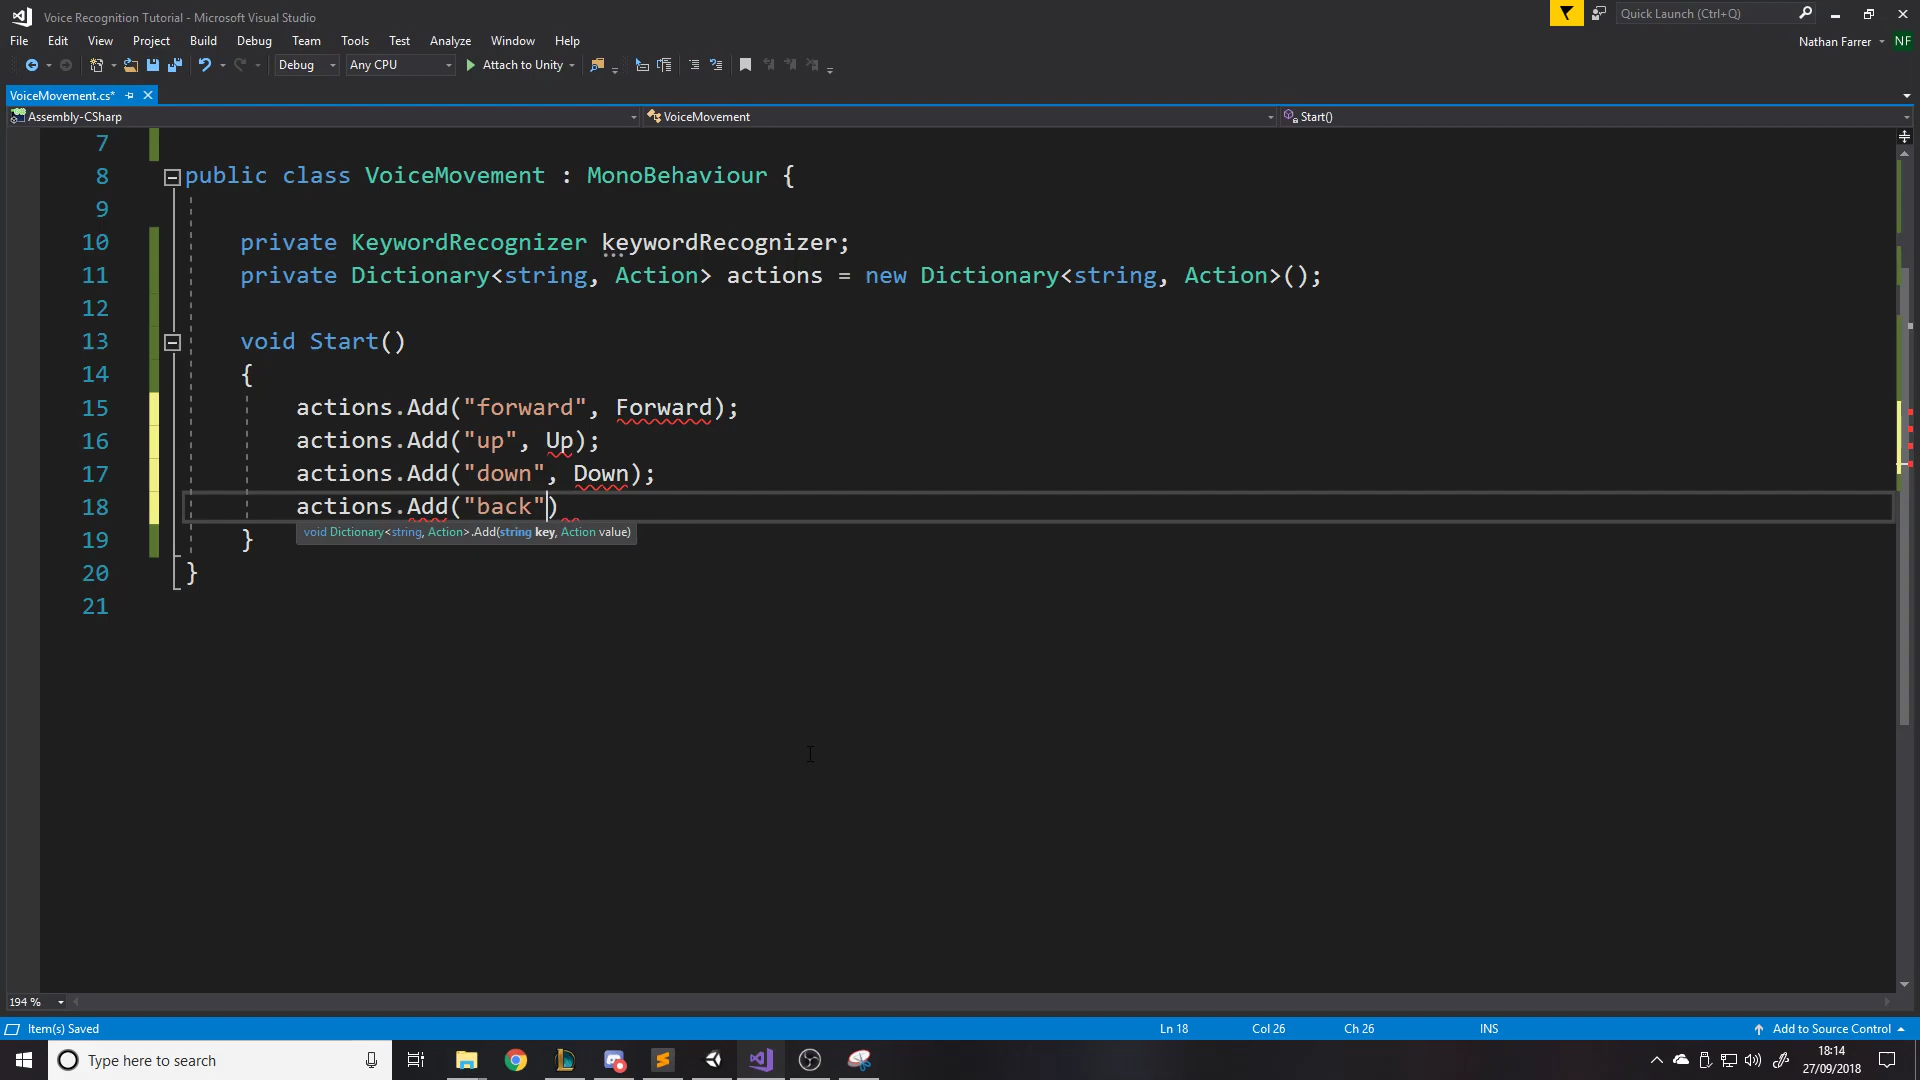 Voice Recognition Tutorial - Microsoft Visual Studio
Quick Launch (Ctrl+Q)
File Edit View Project Build Debug Team Tools Test Analyze Window Help
Nathan Farrer NF
Debug Any CPU Attach to Unity
VoiceMovement.cs*
Assembly-CSharp VoiceMovement Start()
7
8 public class VoiceMovement : MonoBehaviour {
9
10 private KeywordRecognizer keywordRecognizer;
11 private Dictionary<string, Action> actions = new Dictionary<string, Action>();
12
13 void Start()
14 {
15 actions.Add("forward", Forward);
16 actions.Add("up", Up);
17 actions.Add("down", Down);
18 actions.Add("back")
void Dictionary<string, Action>.Add(string key, Action value)
19 }
20 }
21
194 %
Item(s) Saved Ln 18 Col 26 Ch 26 INS Add to Source Control
Type here to search
18:14
27/09/2018